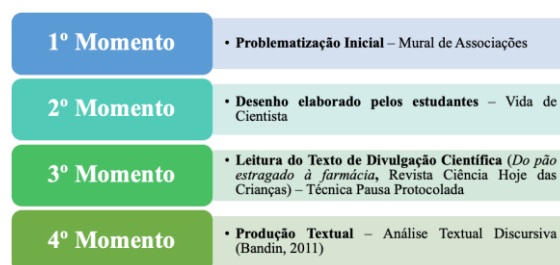 1º Momento
• Problematização Inicial – Mural de Associações
2º Momento
• Desenho elaborado pelos estudantes – Vida de
Cientista
3º Momento
• Leitura do Texto de Divulgação Científica (Do pão
estragado à farmácia, Revista Ciência Hoje das
Crianças) – Técnica Pausa Protocolada
4º Momento
• Produção Textual – Análise Textual Discursiva
(Bandin, 2011)